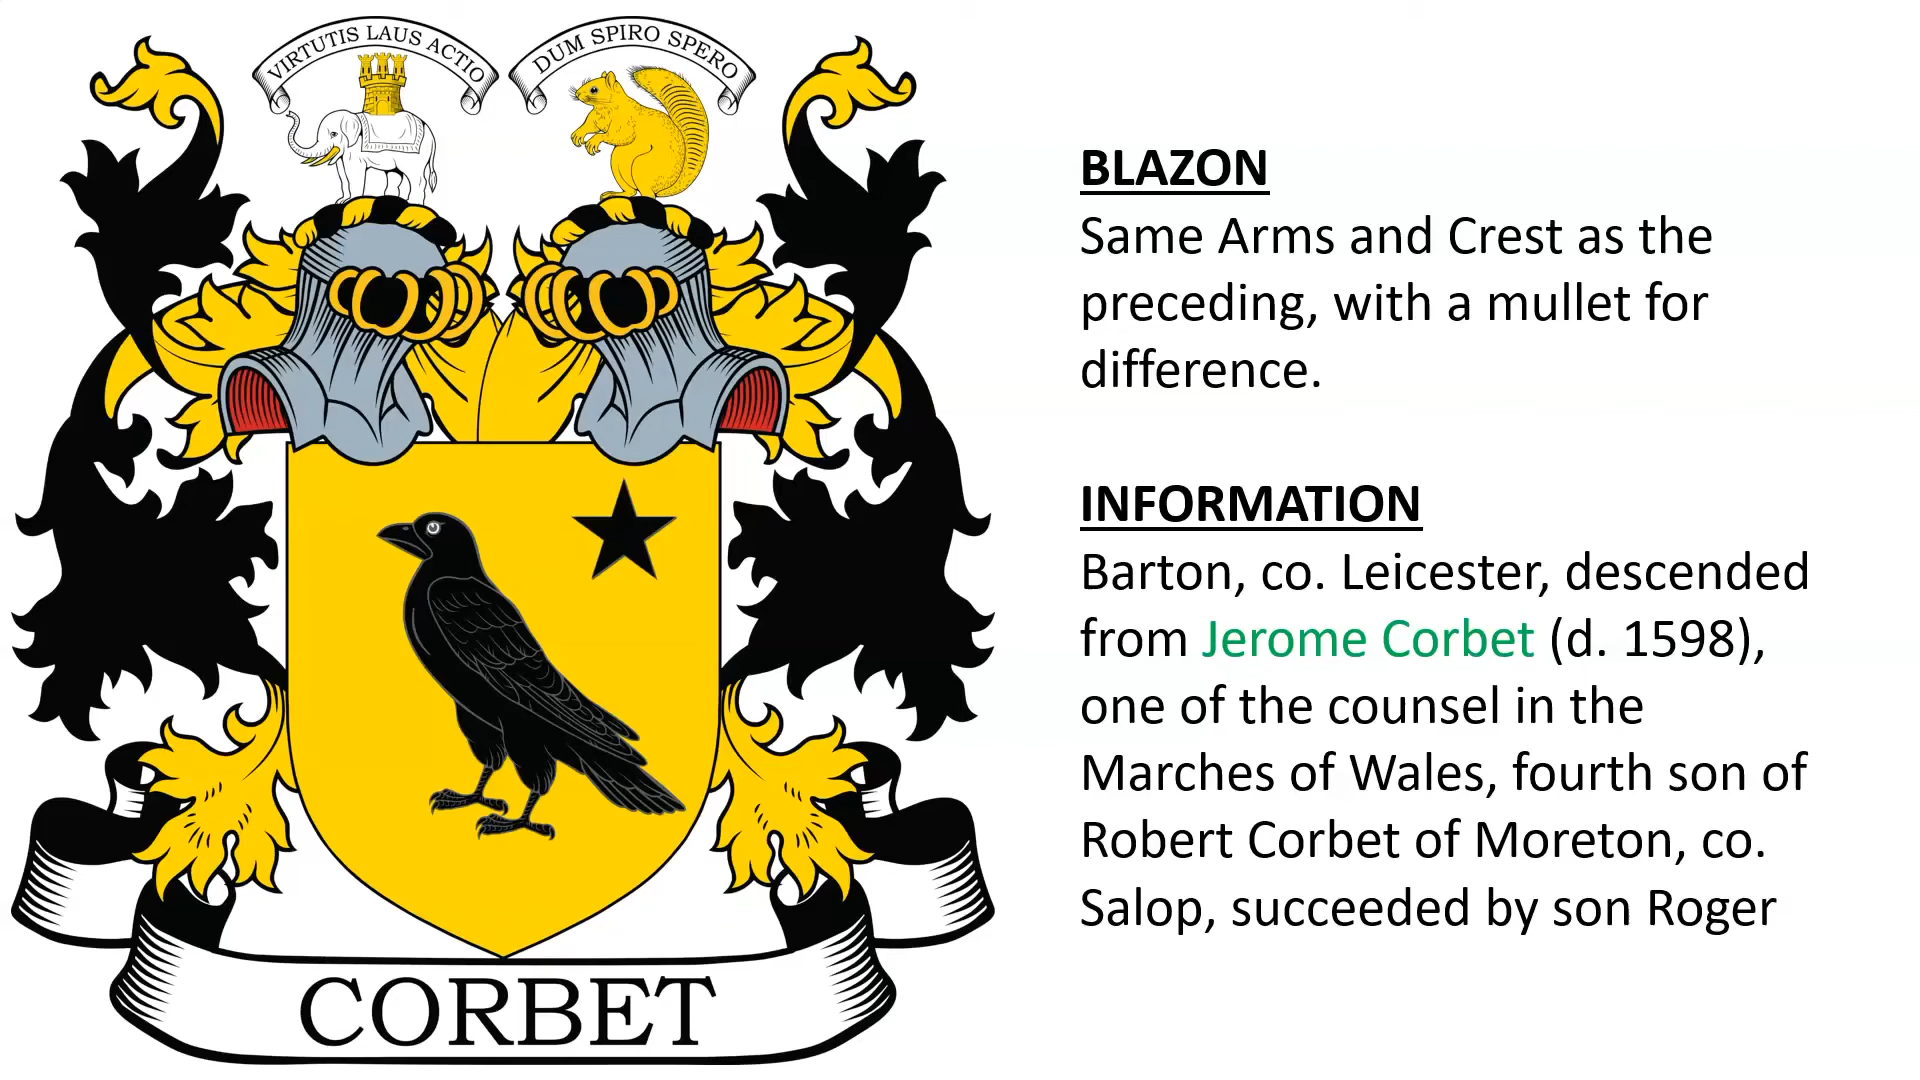 VIRTUTIS LAUS ACTIO
DUM SPIRO SPERO
CORBET
BLAZON
Same Arms and Crest as the
preceding, with a mullet for
difference.
INFORMATION
Barton, co. Leicester, descended
from Jerome Corbet (d. 1598),
one of the counsel in the
Marches of Wales, fourth son of
Robert Corbet of Moreton, co.
Salop, succeeded by son Roger